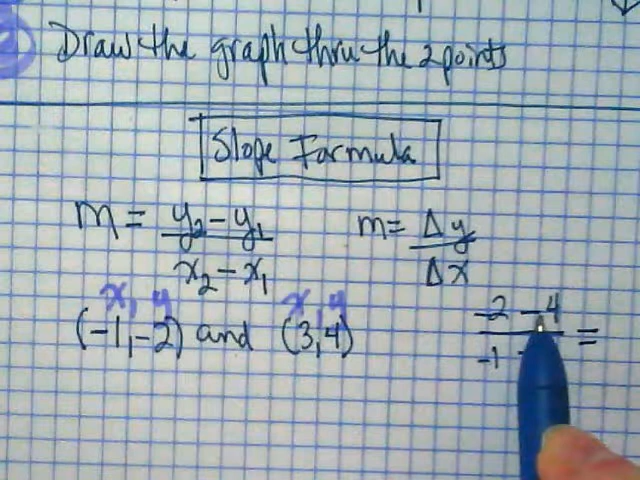 Draw the graph thru the 2 points
Slope Formula
m = y₂ - y₁ / x₂ - x₁ m = Δy / Δx
x, y x, y
(-1, -2) and (3, 4) -2 - 4 / -1 - =